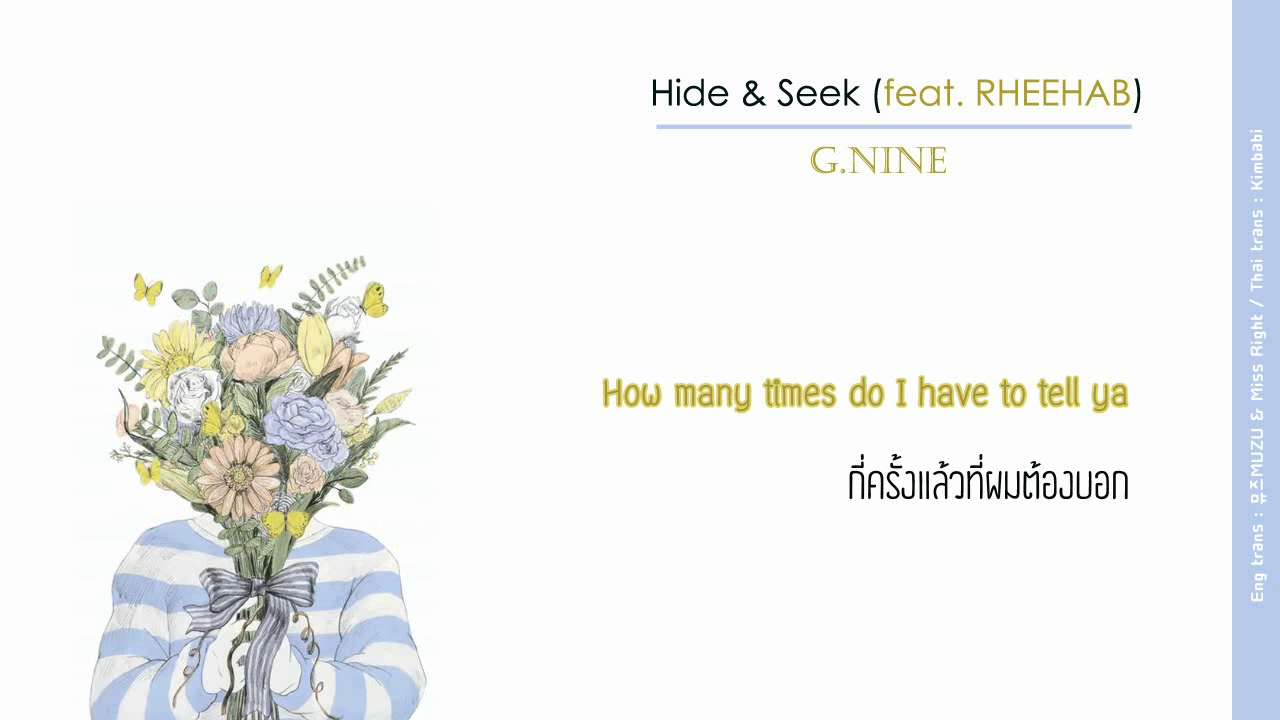 Hide & Seek (feat. RHEEHAB)
G.NINE
How many times do I have to tell ya
กี่ครั้งแล้วที่ผมต้องบอก
Eng trans : 뮤즈MUZU & Miss Right / Thai trans : Kimbabi